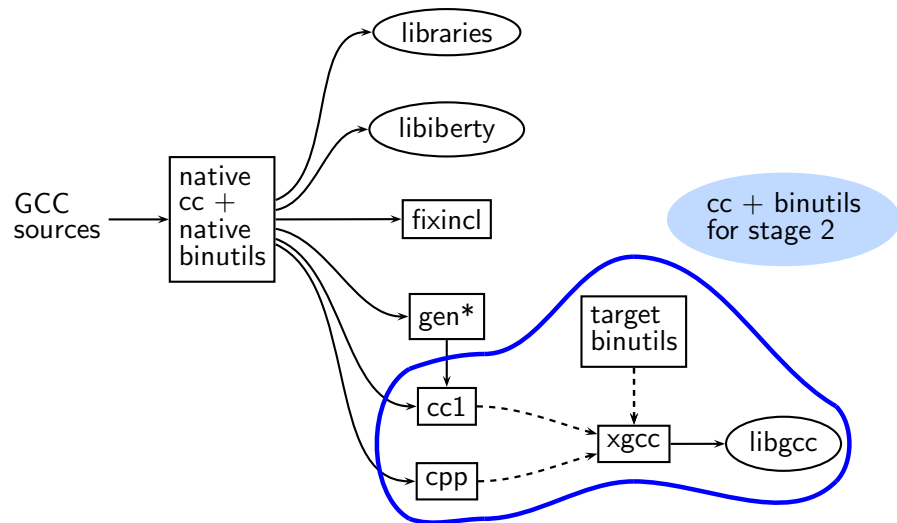 libraries
libiberty
GCC
sources
native
cc +
native
binutils
fixincl
cc + binutils
for stage 2
gen*
target
binutils
cc1
xgcc
libgcc
cpp